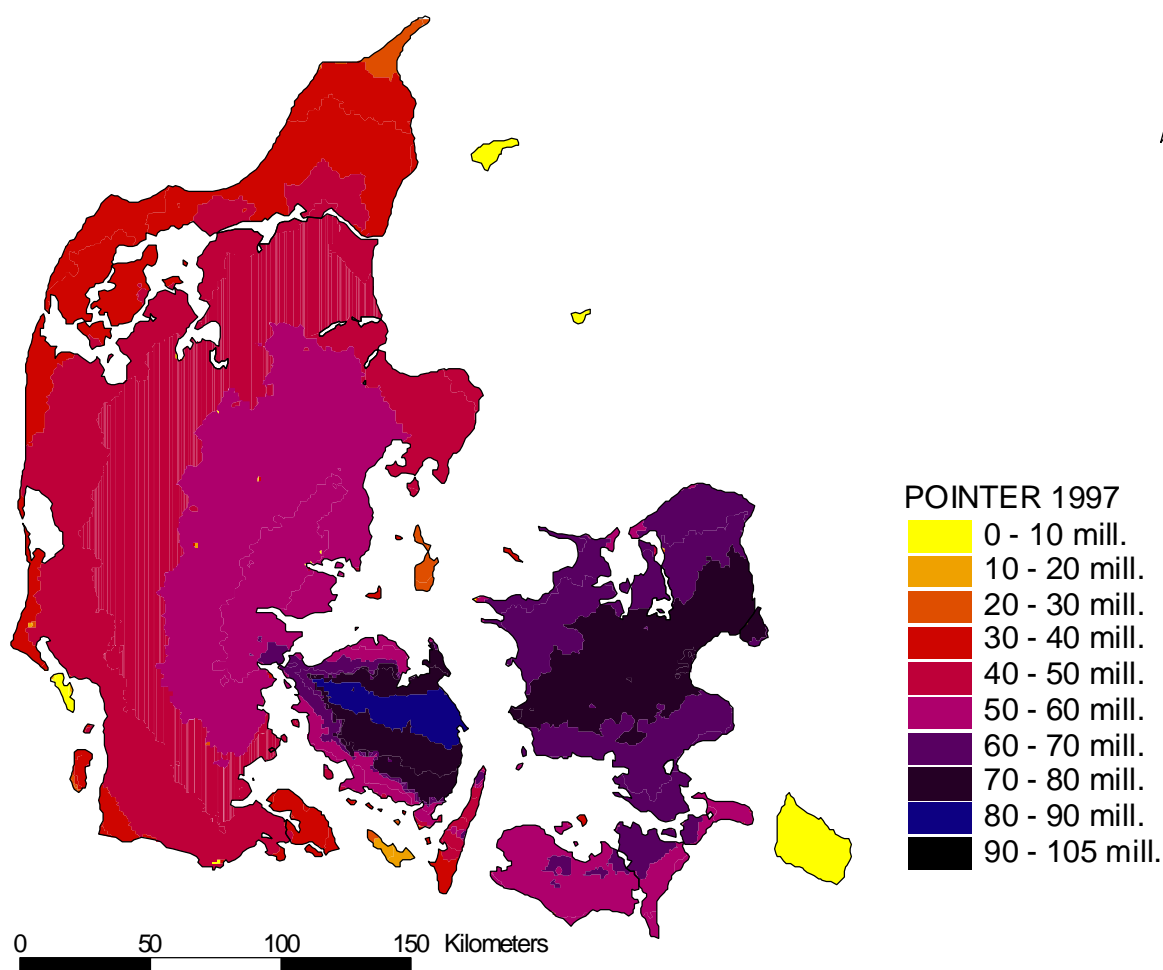 POINTER 1997
0 - 10 mill.
10 - 20 mill.
20 - 30 mill.
30 - 40 mill.
40 - 50 mill.
50 - 60 mill.
60 - 70 mill.
70 - 80 mill.
80 - 90 mill.
90 - 105 mill.
0 50 100 150 Kilometers